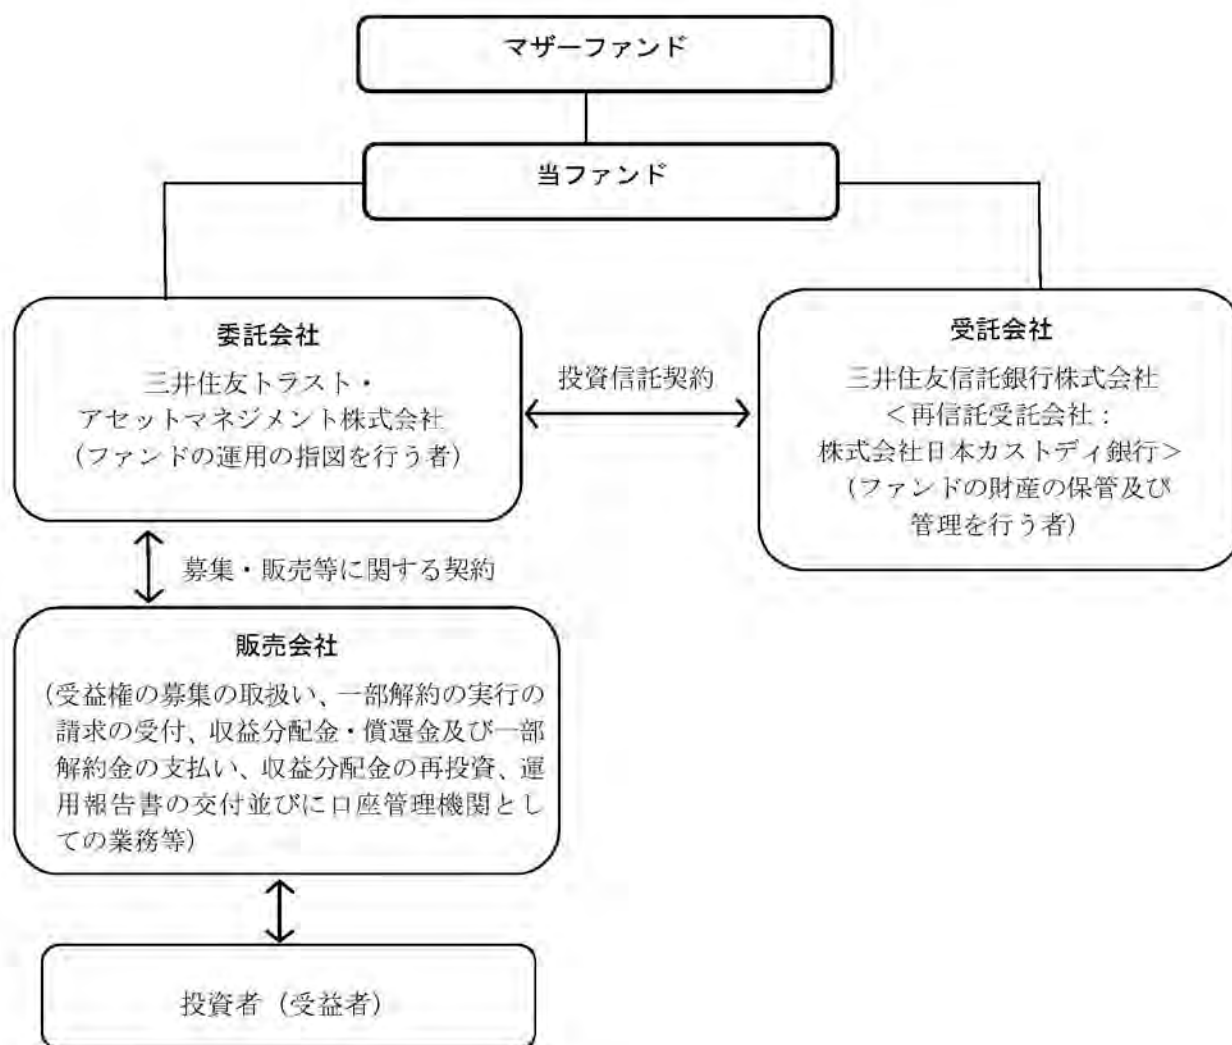 マザーファンド
当ファンド
委託会社
三井住友トラスト・
アセットマネジメント株式会社
（ファンドの運用の指図を行う者）
投資信託契約
受託会社
三井住友信託銀行株式会社
＜再信託受託会社：
株式会社日本カストディ銀行＞
（ファンドの財産の保管及び
管理を行う者）
募集・販売等に関する契約
販売会社
（受益権の募集の取扱い、一部解約の実行の
請求の受付、収益分配金・償還金及び一部
解約金の支払い、収益分配金の再投資、運
用報告書の交付並びに口座管理機関とし
ての業務等）
投資者（受益者）